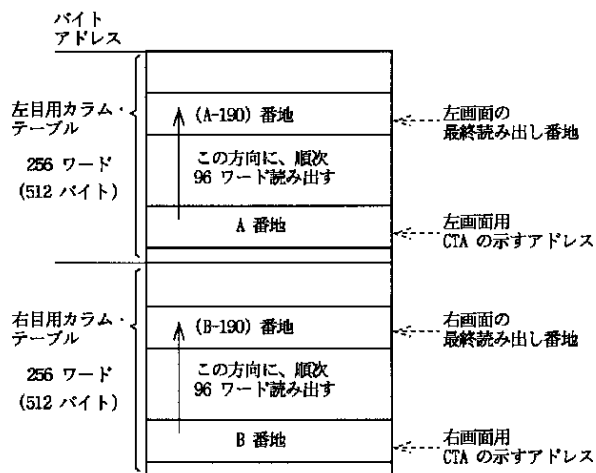 バイト
アドレス
左目用カラム・
テーブル
256 ワード
(512 バイト)
(A-190) 番地
この方向に、順次
96 ワード読み出す
A 番地
左画面の
最終読み出し番地
左画面用
CTA の示すアドレス
右目用カラム・
テーブル
256 ワード
(512 バイト)
(B-190) 番地
この方向に、順次
96 ワード読み出す
B 番地
右画面の
最終読み出し番地
右画面用
CTA の示すアドレス